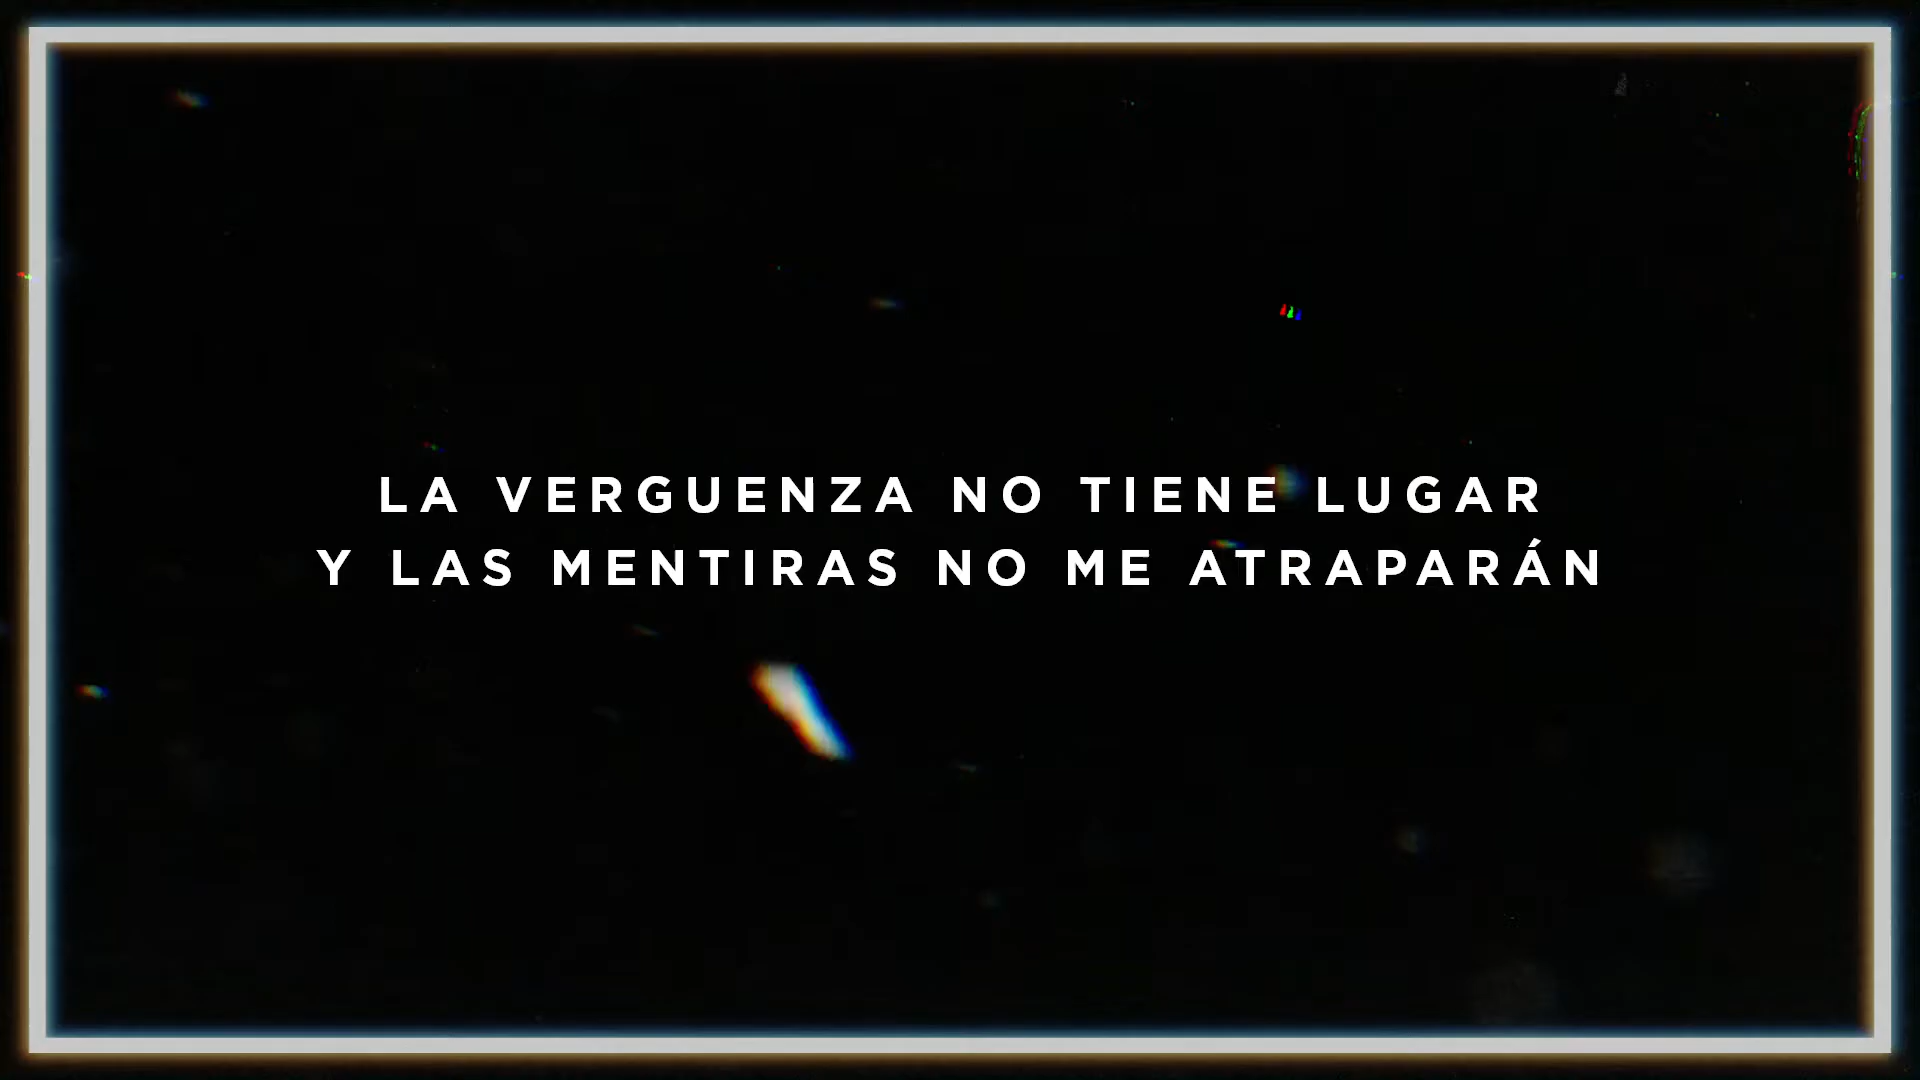 LA VERGUENZA NO TIENE LUGAR
Y LAS MENTIRAS NO ME ATRAPARÁN